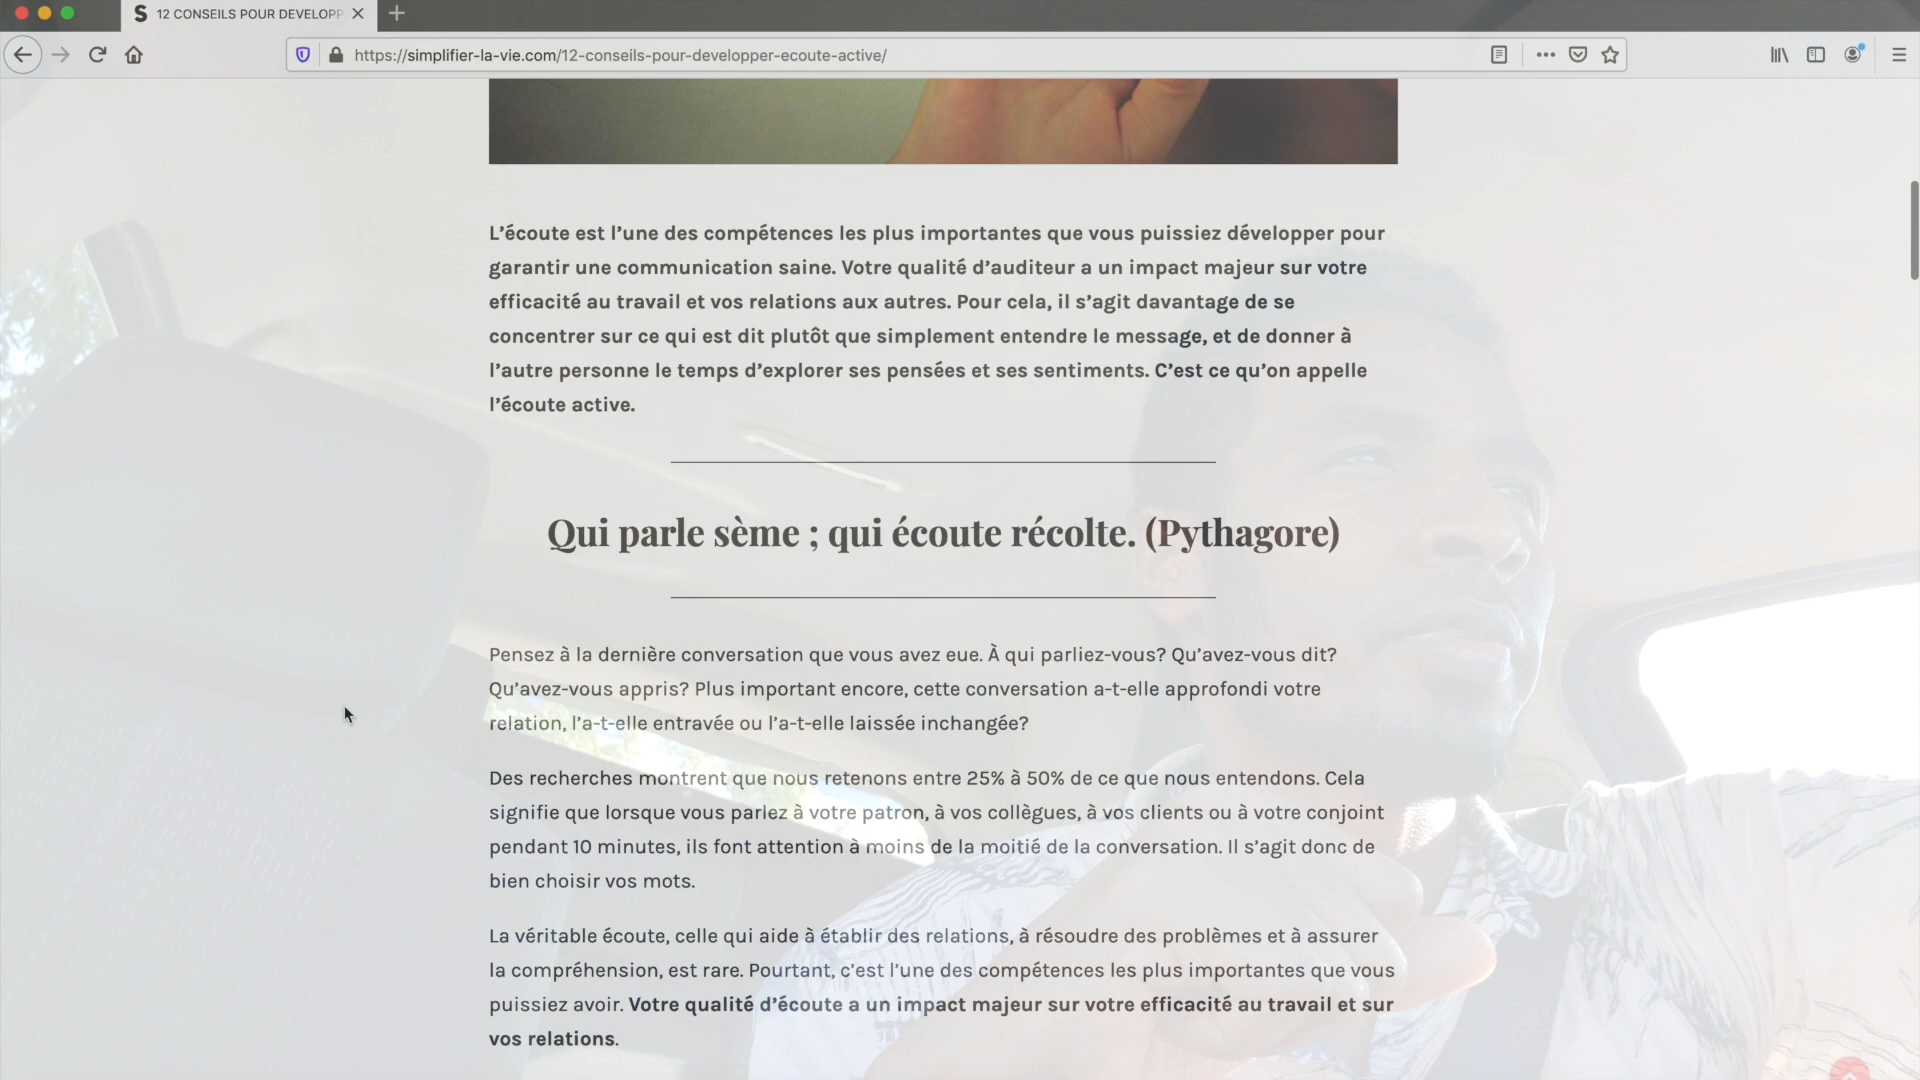 12 CONSEILS POUR DEVELOPP
https://simplifier-la-vie.com/12-conseils-pour-developper-ecoute-active/
L’écoute est l’une des compétences les plus importantes que vous puissiez développer pour
garantir une communication saine. Votre qualité d’auditeur a un impact majeur sur votre
efficacité au travail et vos relations aux autres. Pour cela, il s’agit davantage de se
concentrer sur ce qui est dit plutôt que simplement entendre le message, et de donner à
l’autre personne le temps d’explorer ses pensées et ses sentiments. C’est ce qu’on appelle
l’écoute active.
Qui parle sème ; qui écoute récolte. (Pythagore)
Pensez à la dernière conversation que vous avez eue. À qui parliez-vous? Qu’avez-vous dit?
Qu’avez-vous appris? Plus important encore, cette conversation a-t-elle approfondi votre
relation, l’a-t-elle entravée ou l’a-t-elle laissée inchangée?
Des recherches montrent que nous retenons entre 25% à 50% de ce que nous entendons. Cela
signifie que lorsque vous parlez à votre patron, à vos collègues, à vos clients ou à votre conjoint
pendant 10 minutes, ils font attention à moins de la moitié de la conversation. Il s’agit donc de
bien choisir vos mots.
La véritable écoute, celle qui aide à établir des relations, à résoudre des problèmes et à assurer
la compréhension, est rare. Pourtant, c’est l’une des compétences les plus importantes que vous
puissiez avoir. Votre qualité d’écoute a un impact majeur sur votre efficacité au travail et sur
vos relations.